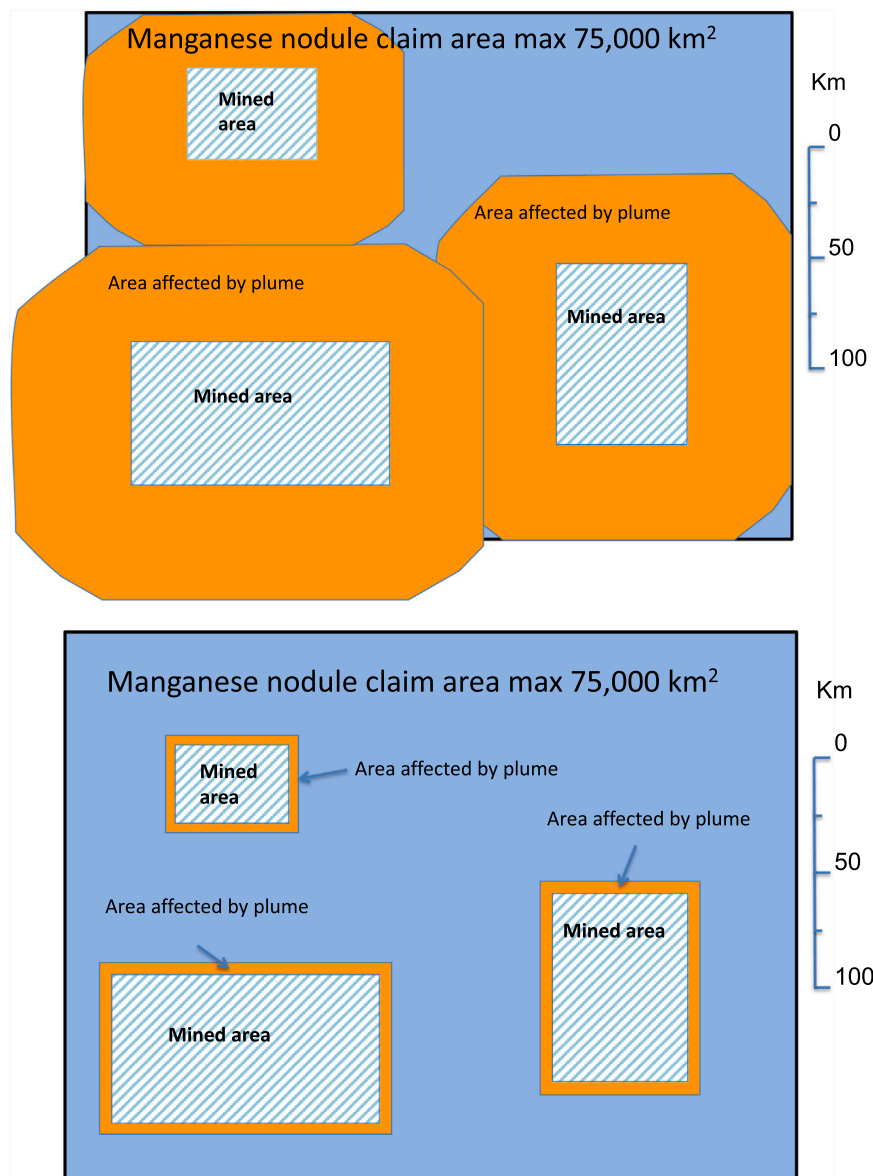 Manganese nodule claim area max 75,000 km²
Km
Mined
area
0
Area affected by plume
50
Area affected by plume
Mined area
100
Mined area
Manganese nodule claim area max 75,000 km²
Km
0
Mined
area
Area affected by plume
Area affected by plume
50
Area affected by plume
Mined area
100
Mined area